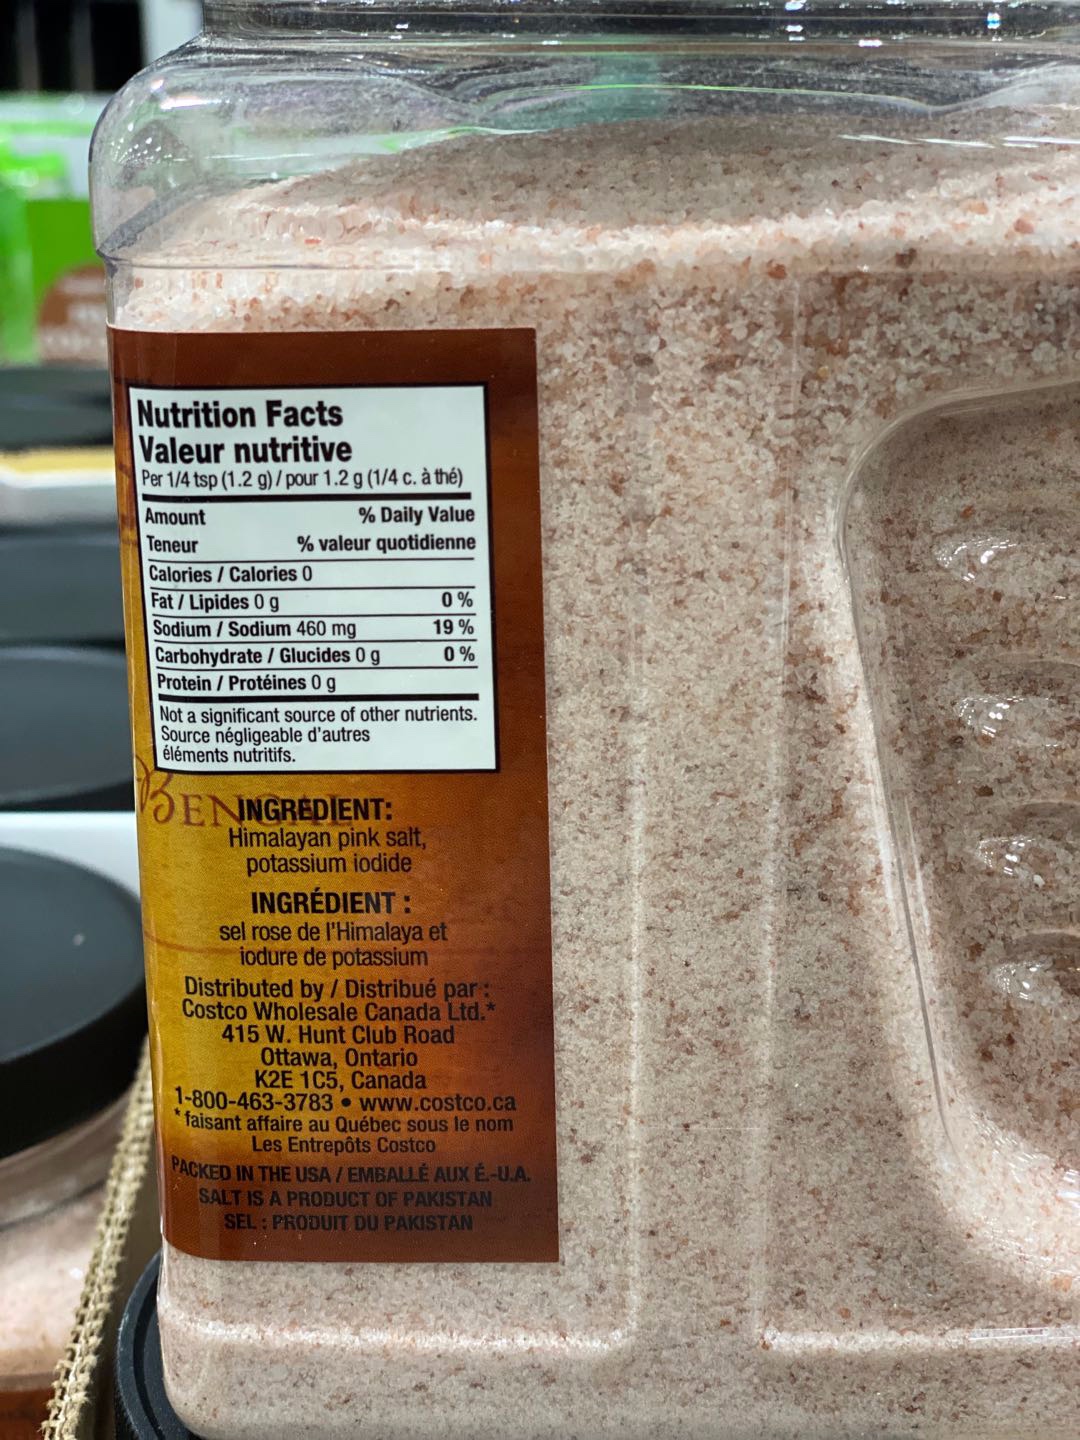 Nutrition Facts
Valeur nutritive
Per 1/4 tsp (1.2 g) / pour 1.2 g (1/4 c. à thé)
Amount % Daily Value
Teneur % valeur quotidienne
Calories / Calories 0
Fat / Lipides 0 g 0 %
Sodium / Sodium 460 mg 19 %
Carbohydrate / Glucides 0 g 0 %
Protein / Protéines 0 g
Not a significant source of other nutrients.
Source négligeable d'autres
éléments nutritifs.
INGREDIENT:
Himalayan pink salt,
potassium iodide
INGRÉDIENT :
sel rose de l'Himalaya et
iodure de potassium
Distributed by / Distribué par :
Costco Wholesale Canada Ltd.*
415 W. Hunt Club Road
Ottawa, Ontario
K2E 1C5, Canada
1-800-463-3783 • www.costco.ca
*faisant affaire au Québec sous le nom
Les Entrepôts Costco
PACKED IN THE USA / EMBALLÉ AUX É.-U.A.
SALT IS A PRODUCT OF PAKISTAN
SEL : PRODUIT DU PAKISTAN